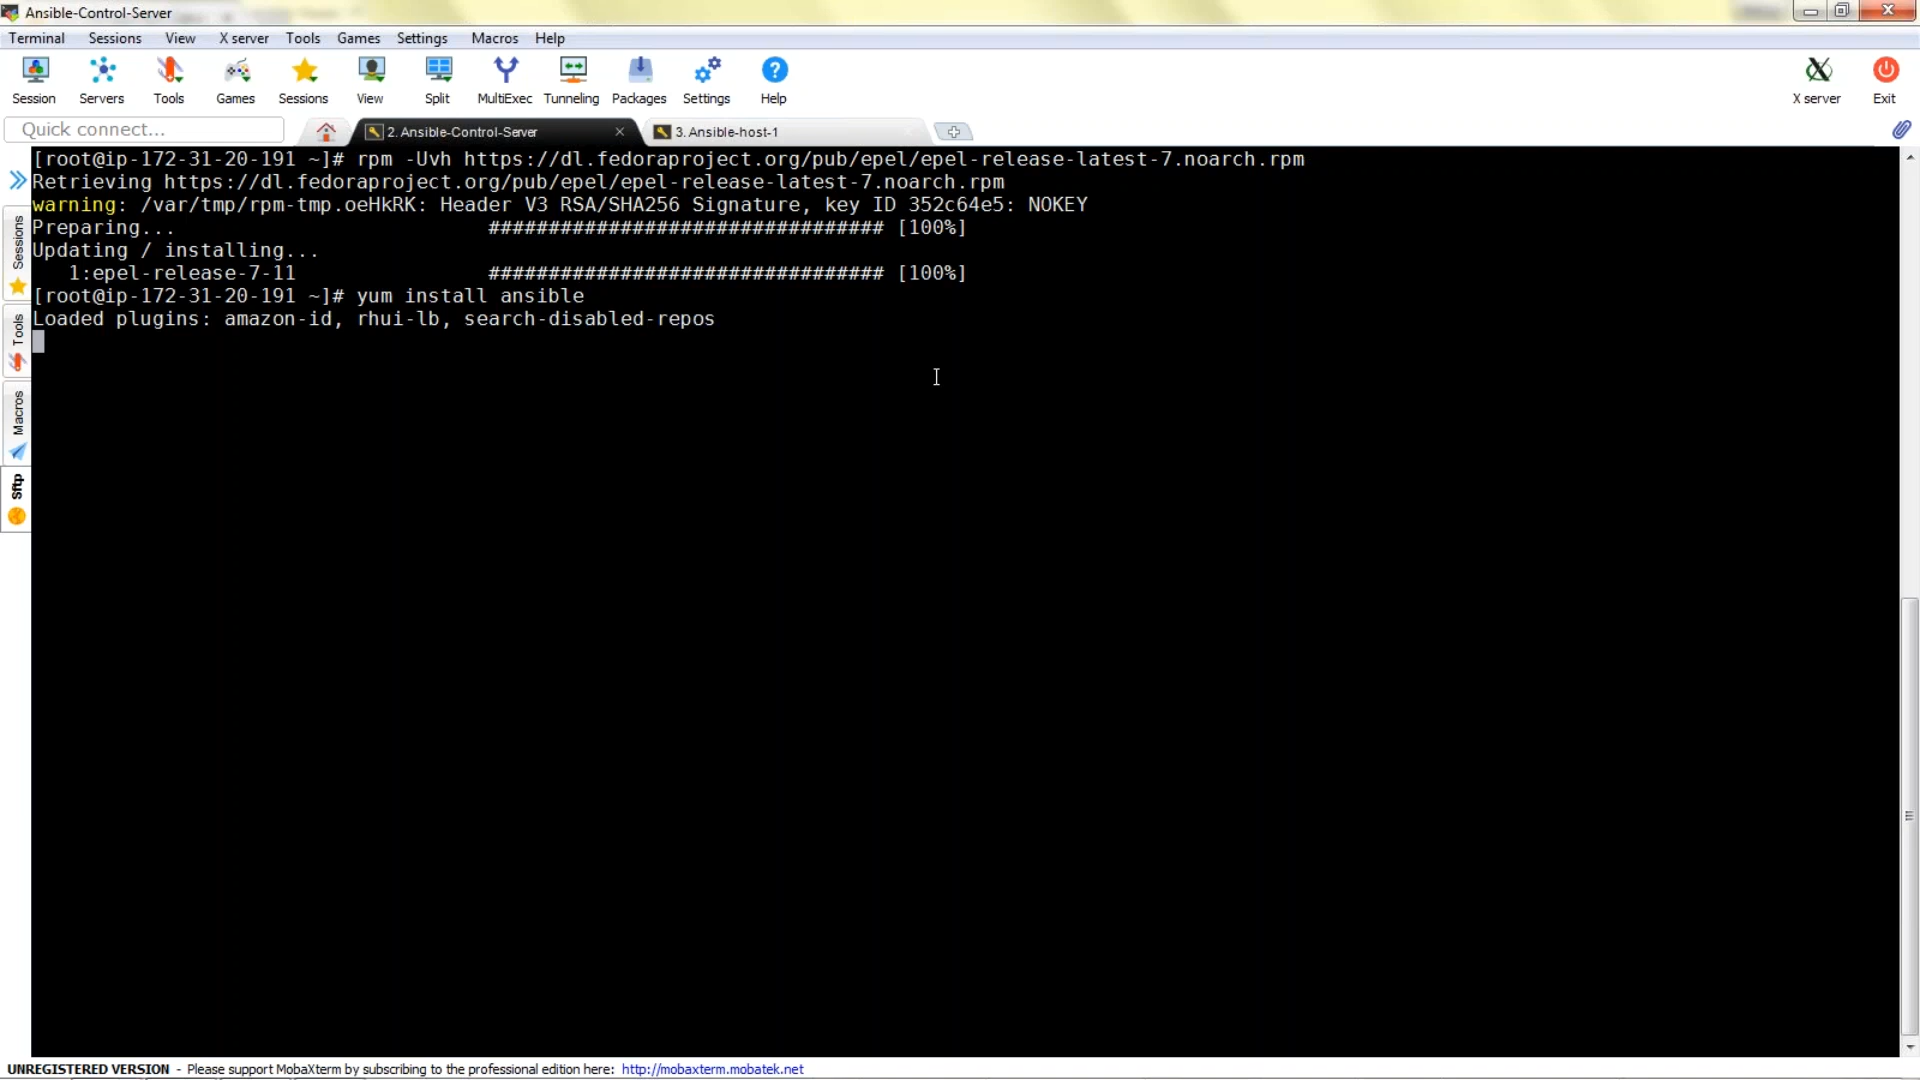 Ansible-Control-Server
Terminal Sessions View X server Tools Games Settings Macros Help
Session Servers Tools Games Sessions View Split MultiExec Tunneling Packages Settings Help X server Exit
Quick connect... 2. Ansible-Control-Server 3. Ansible-host-1
[root@ip-172-31-20-191 ~]# rpm -Uvh https://dl.fedoraproject.org/pub/epel/epel-release-latest-7.noarch.rpm
Retrieving https://dl.fedoraproject.org/pub/epel/epel-release-latest-7.noarch.rpm
warning: /var/tmp/rpm-tmp.oeHkRK: Header V3 RSA/SHA256 Signature, key ID 352c64e5: NOKEY
Preparing... ################################# [100%]
Updating / installing...
1:epel-release-7-11 ################################# [100%]
[root@ip-172-31-20-191 ~]# yum install ansible
Loaded plugins: amazon-id, rhui-lb, search-disabled-repos
Sessions
Tools
Macros
Sftp
UNREGISTERED VERSION - Please support MobaXterm by subscribing to the professional edition here: http://mobaxterm.mobatek.net